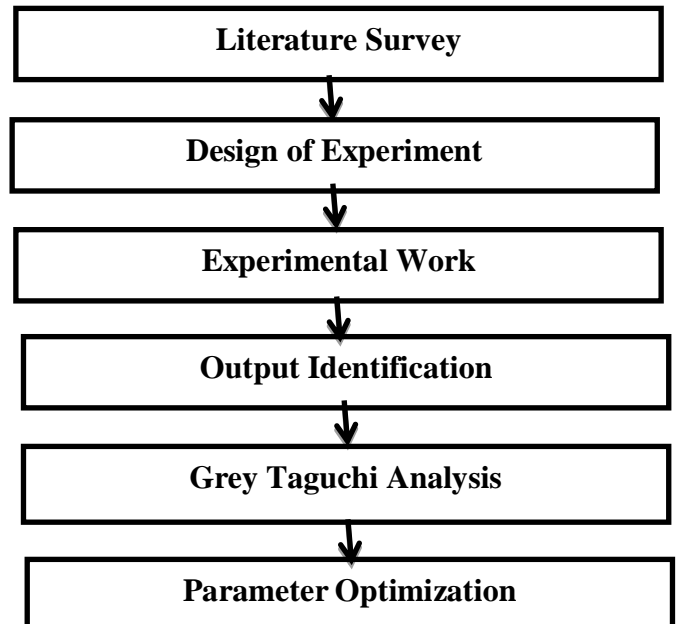 Literature Survey
Design of Experiment
Experimental Work
Output Identification
Grey Taguchi Analysis
Parameter Optimization